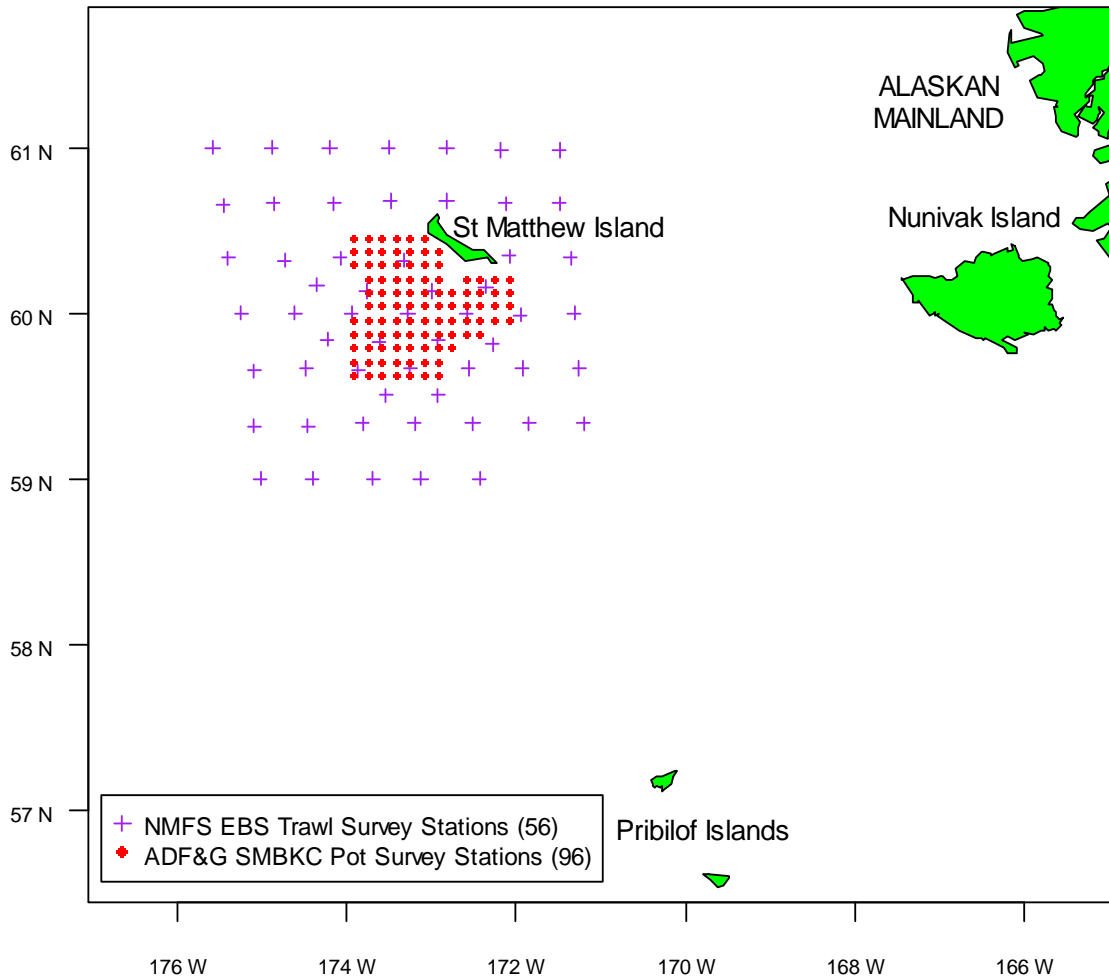 ALASKAN
MAINLAND
61 N
St Matthew Island
Nunivak Island
60 N
59 N
58 N
57 N
NMFS EBS Trawl Survey Stations (56)
ADF&G SMBKC Pot Survey Stations (96)
Pribilof Islands
176 W
174 W
172 W
170 W
168 W
166 W